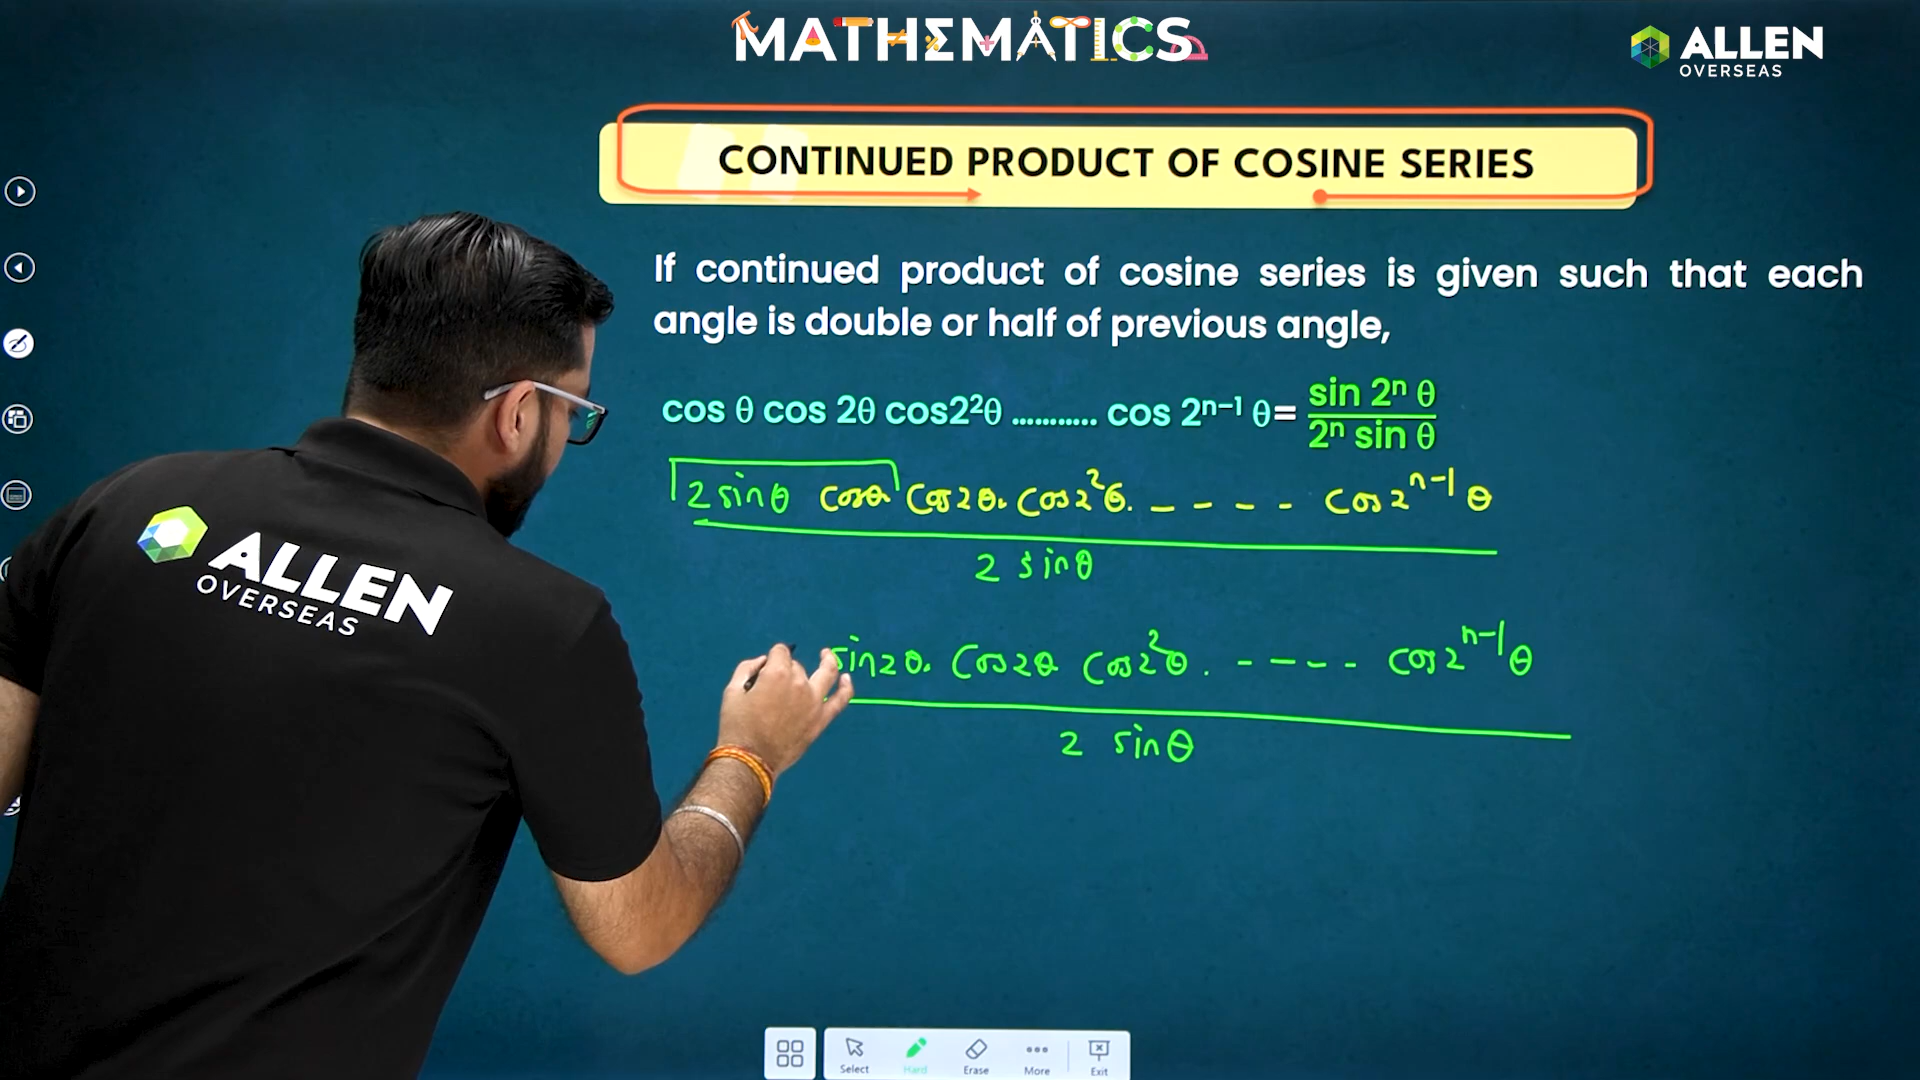 MATHEMATICS
ALLEN
OVERSEAS
CONTINUED PRODUCT OF COSINE SERIES
If continued product of cosine series is given such that each
angle is double or half of previous angle,
cos θ cos 2θ cos2²θ ........... cos 2ⁿ⁻¹ θ= sin 2ⁿ θ
2ⁿ sin θ
2 sinθ cosθ cos2θ. cos2²θ. – – – – cos2ⁿ⁻¹ θ
2 sinθ
sin2θ. cos2θ cos2²θ. – – – – cos2ⁿ⁻¹θ
2 sinθ
ALLEN
OVERSEAS
Select Hard Erase More Exit